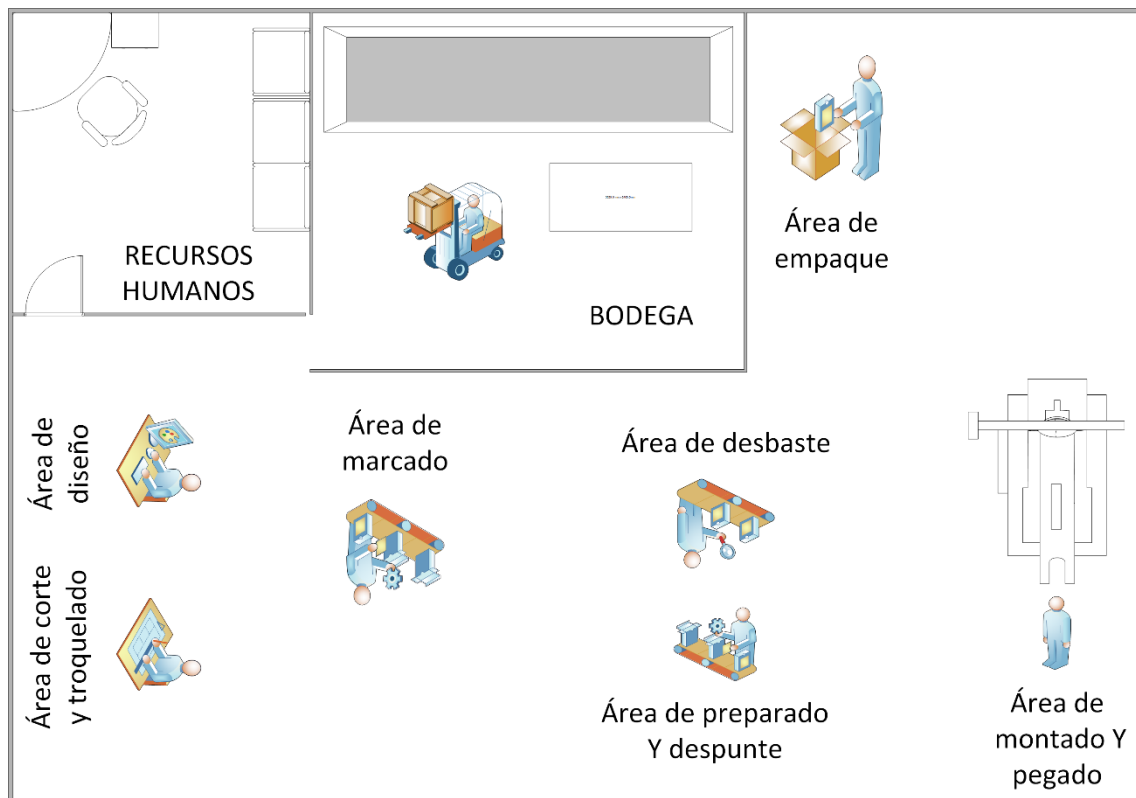 RECURSOS
HUMANOS
BODEGA
Área de
empaque
Área de
diseño
Área de
marcado
Área de desbaste
Área de corte
y troquelado
Área de preparado
Y despunte
Área de
montado Y
pegado